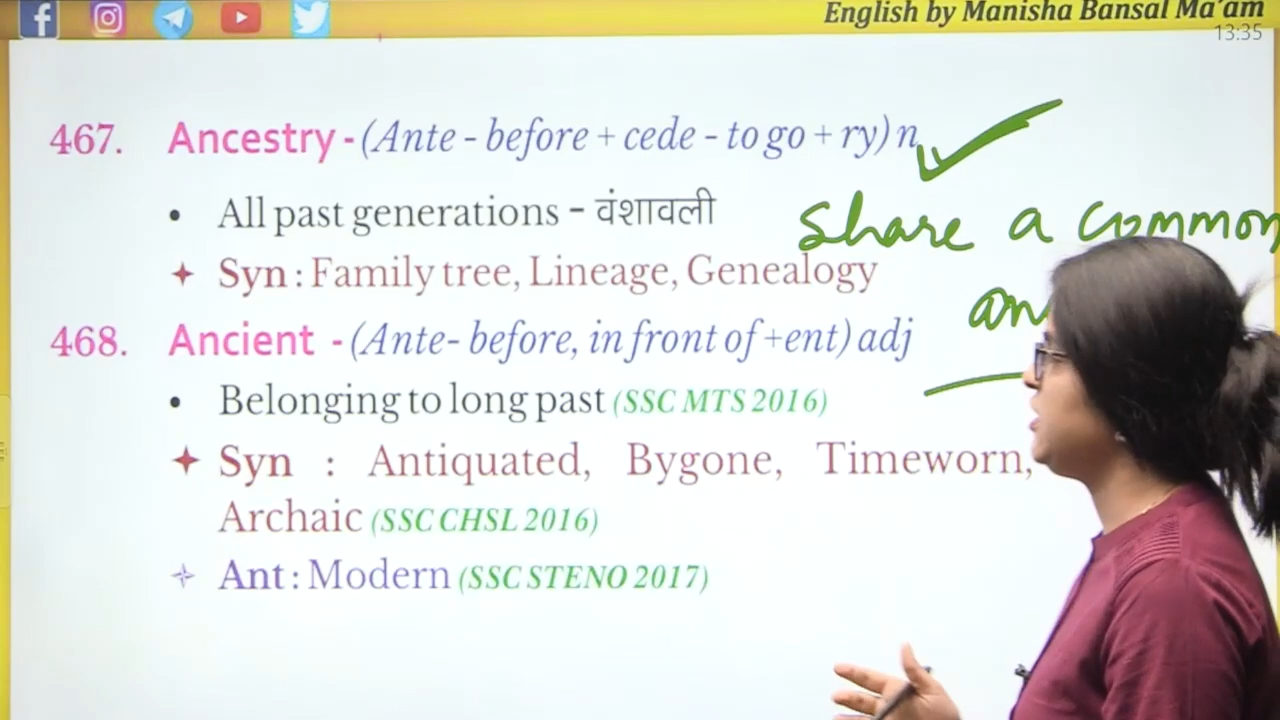 English by Manisha Bansal Ma'am
13:35
467. Ancestry - (Ante - before + cede - to go + ry) n
• All past generations - वंशावली
Share a common
Syn : Family tree, Lineage, Genealogy
468. Ancient - (Ante- before, in front of +ent) adj
• Belonging to long past (SSC MTS 2016)
Syn : Antiquated, Bygone, Timeworn,
Archaic (SSC CHSL 2016)
Ant : Modern (SSC STENO 2017)